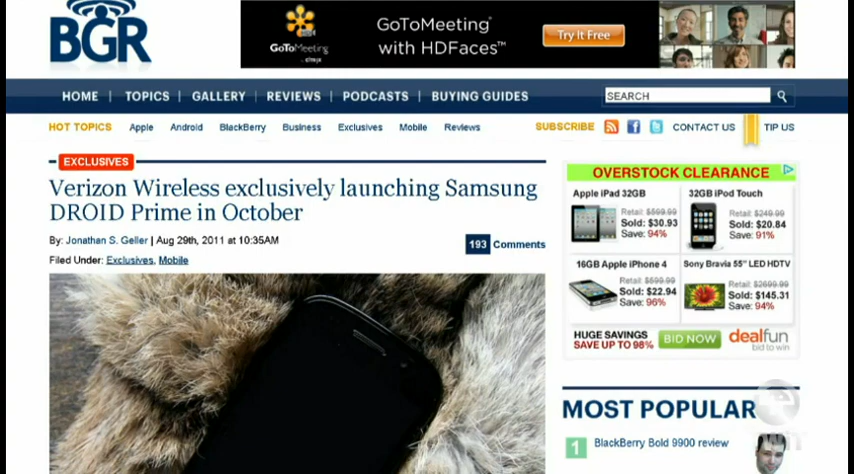 BGR
GoToMeeting
by CITRIX
GoToMeeting®
with HDFaces™
Try It Free
HOME | TOPICS | GALLERY | REVIEWS | PODCASTS | BUYING GUIDES
SEARCH
HOT TOPICS Apple Android BlackBerry Business Exclusives Mobile Reviews
SUBSCRIBE CONTACT US TIP US
EXCLUSIVES
Verizon Wireless exclusively launching Samsung
DROID Prime in October
By: Jonathan S. Geller | Aug 29th, 2011 at 10:35AM
193 Comments
Filed Under: Exclusives, Mobile
OVERSTOCK CLEARANCE
Apple iPad 32GB
Retail: $599.99
Sold: $30.93
Save: 94%
32GB iPod Touch
Retail: $249.99
Sold: $20.84
Save: 91%
16GB Apple iPhone 4
Retail: $599.99
Sold: $22.94
Save: 96%
Sony Bravia 55" LED HDTV
Retail: $2699.99
Sold: $145.31
Save: 94%
HUGE SAVINGS
SAVE UP TO 98%
BID NOW
dealfun
bid to win
MOST POPULAR
1 BlackBerry Bold 9900 review